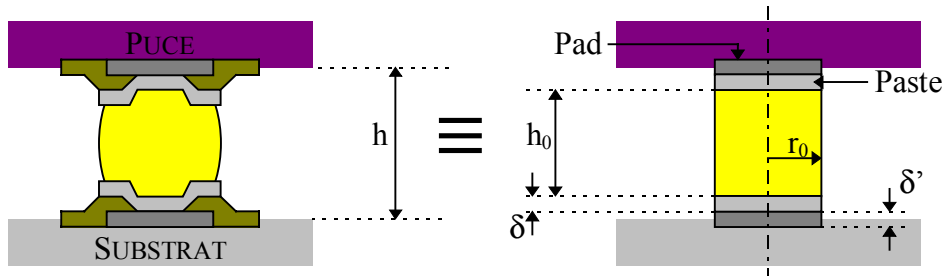 PUCE
h
SUBSTRAT
≡
Pad
Paste
h₀
r₀
δ
δ’